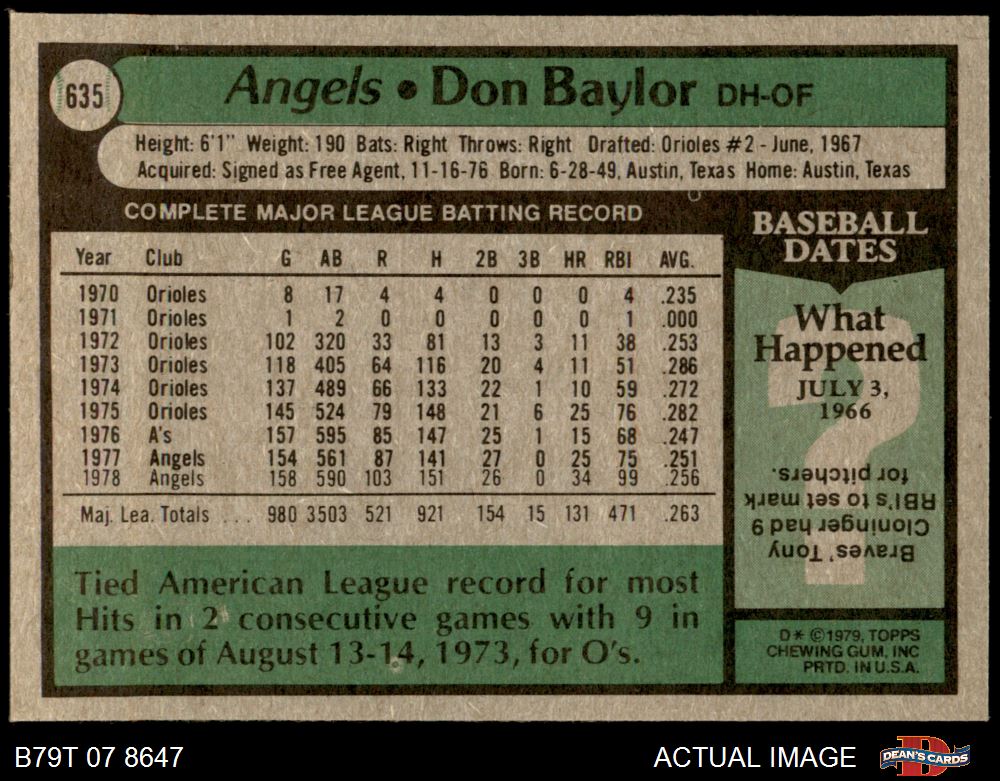 635
Angels • Don Baylor DH-OF
Height: 6'1" Weight: 190 Bats: Right Throws: Right Drafted: Orioles #2 - June, 1967
Acquired: Signed as Free Agent, 11-16-76 Born: 6-28-49, Austin, Texas Home: Austin, Texas
COMPLETE MAJOR LEAGUE BATTING RECORD
Year Club G AB R H 2B 3B HR RBI AVG.
1970 Orioles 8 17 4 4 0 0 0 4 .235
1971 Orioles 1 2 0 0 0 0 0 1 .000
1972 Orioles 102 320 33 81 13 3 11 38 .253
1973 Orioles 118 405 64 116 20 4 11 51 .286
1974 Orioles 137 489 66 133 22 1 10 59 .272
1975 Orioles 145 524 79 148 21 6 25 76 .282
1976 A's 157 595 85 147 25 1 15 68 .247
1977 Angels 154 561 87 141 27 0 25 75 .251
1978 Angels 158 590 103 151 26 0 34 99 .256
Maj. Lea. Totals ... 980 3503 521 921 154 15 131 471 .263
Tied American League record for most
Hits in 2 consecutive games with 9 in
games of August 13-14, 1973, for O's.
BASEBALL
DATES
What
Happened
JULY 3,
1966
?
Braves' Tony
Cloninger had 9
RBI's to set mark
for pitchers.
D* ©1979, TOPPS
CHEWING GUM, INC
PRTD. IN U.S.A.
B79T 07 8647
ACTUAL IMAGE
D
DEAN'S CARDS